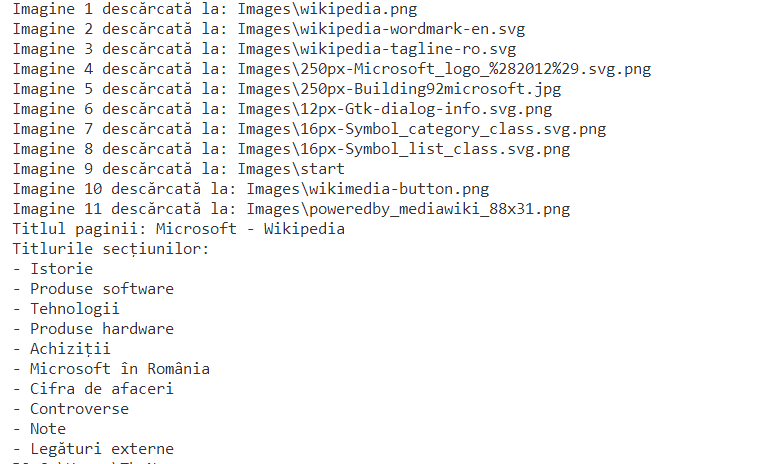 Imagine 1 descărcată la: Images\wikipedia.png
Imagine 2 descărcată la: Images\wikipedia-wordmark-en.svg
Imagine 3 descărcată la: Images\wikipedia-tagline-ro.svg
Imagine 4 descărcată la: Images\250px-Microsoft_logo_%282012%29.svg.png
Imagine 5 descărcată la: Images\250px-Building92microsoft.jpg
Imagine 6 descărcată la: Images\12px-Gtk-dialog-info.svg.png
Imagine 7 descărcată la: Images\16px-Symbol_category_class.svg.png
Imagine 8 descărcată la: Images\16px-Symbol_list_class.svg.png
Imagine 9 descărcată la: Images\start
Imagine 10 descărcată la: Images\wikimedia-button.png
Imagine 11 descărcată la: Images\poweredby_mediawiki_88x31.png
Titlul paginii: Microsoft - Wikipedia
Titlurile secțiunilor:
- Istorie
- Produse software
- Tehnologii
- Produse hardware
- Achiziții
- Microsoft în România
- Cifra de afaceri
- Controverse
- Note
- Legături externe